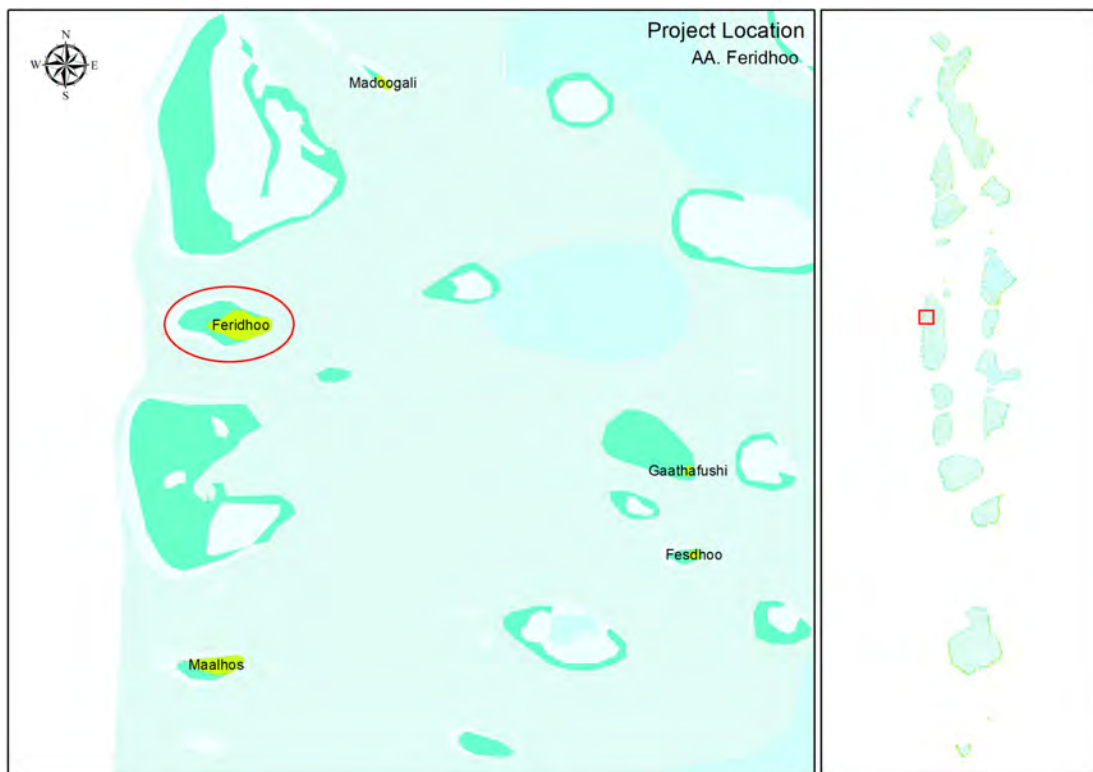 Project Location
AA. Feridhoo
N
W E
S
Madoogali
Feridhoo
Gaathafushi
Fesdhoo
Maalhos